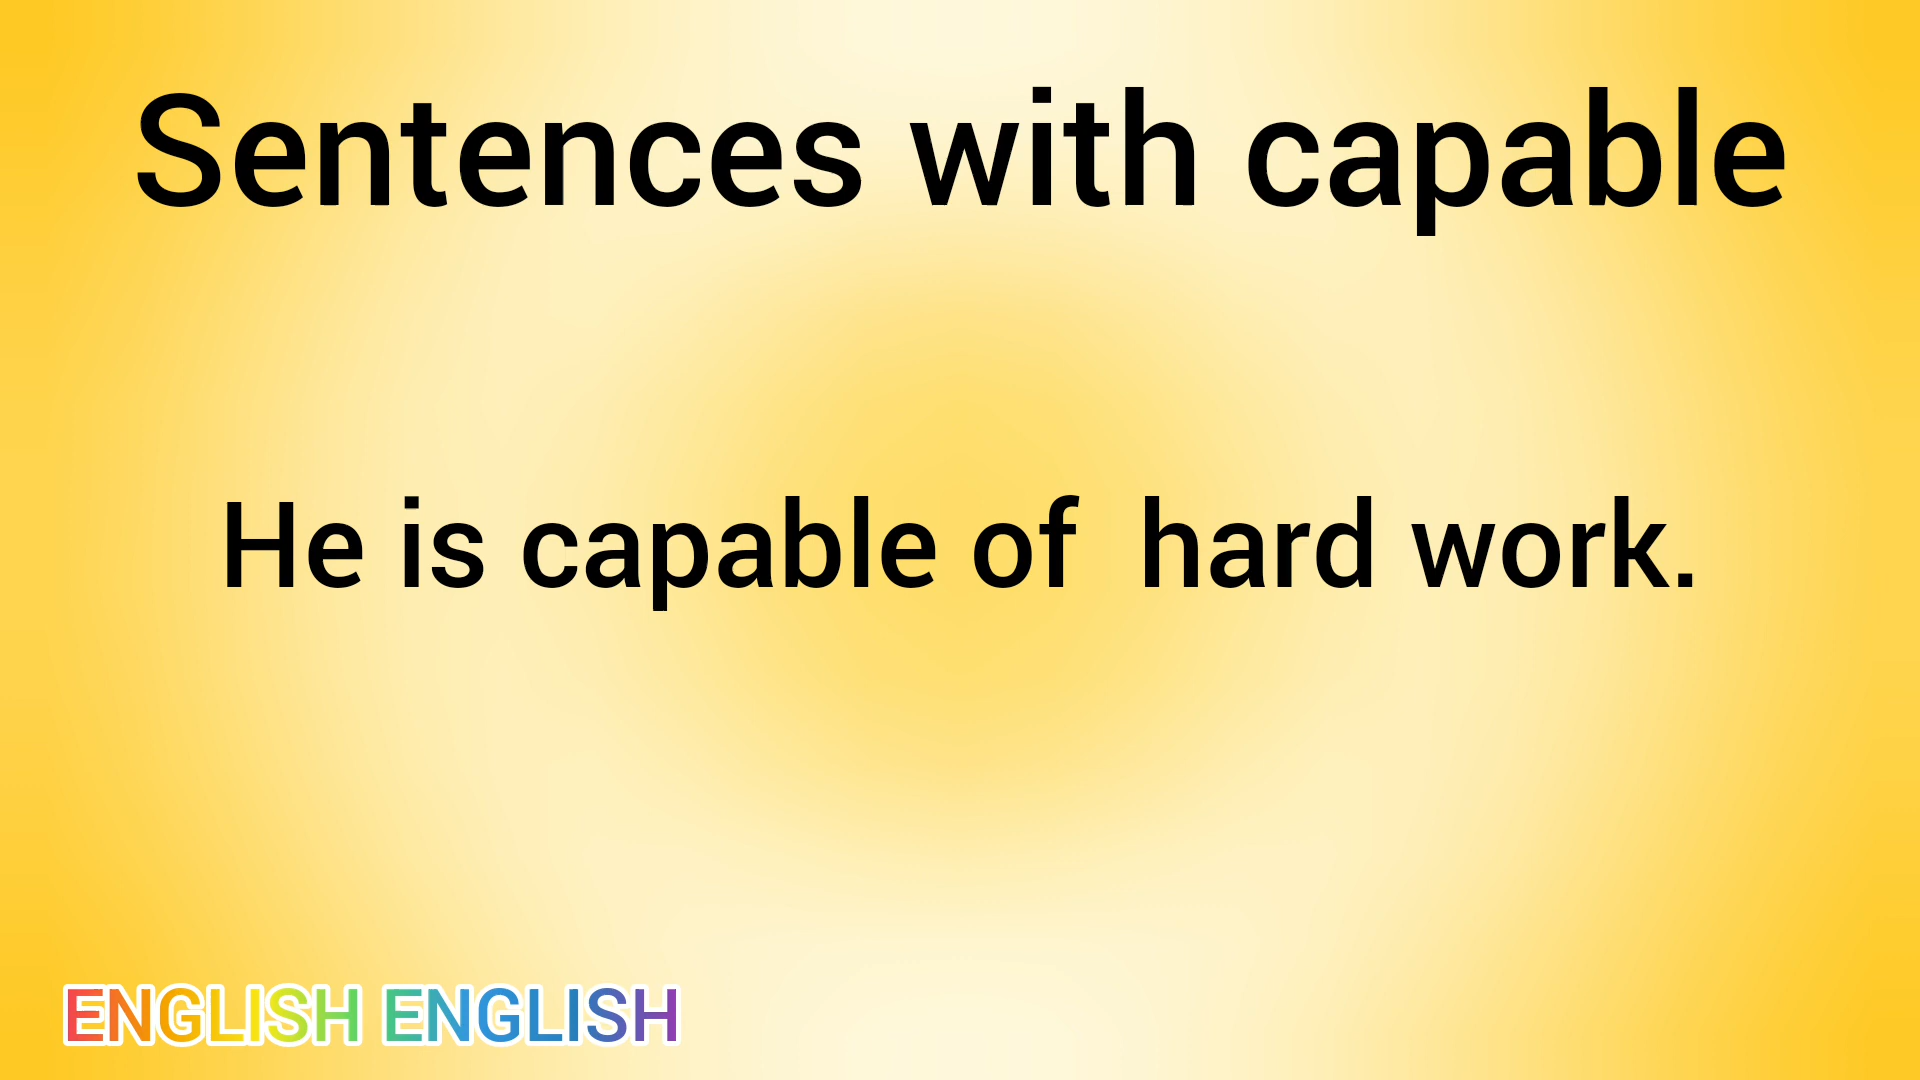 Sentences with capable
He is capable of  hard work.
ENGLISH ENGLISH